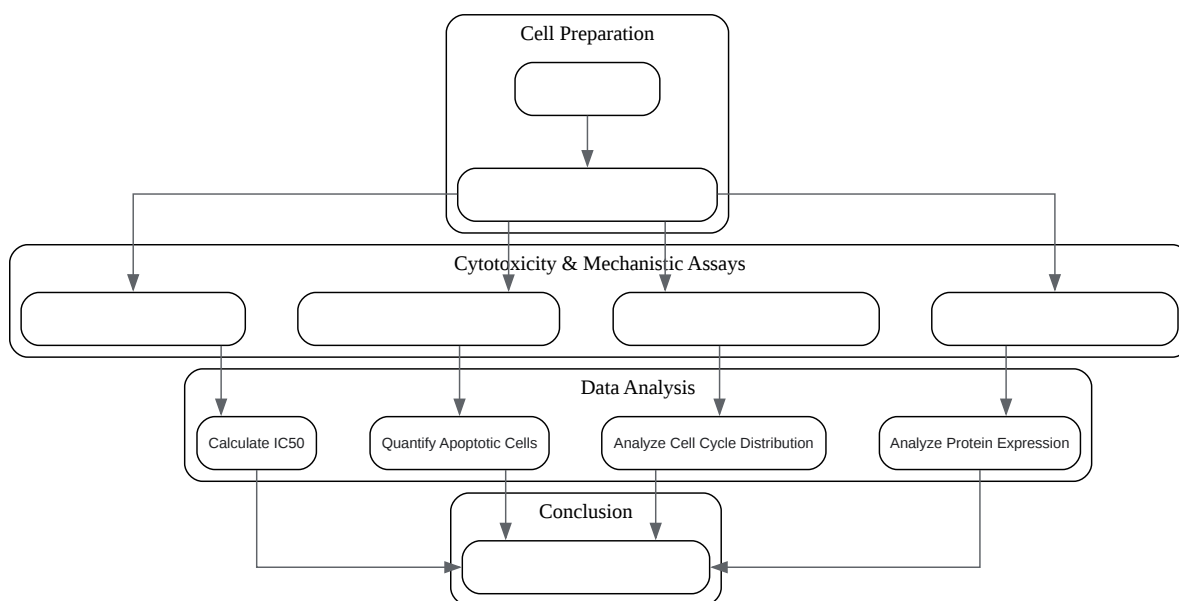 Cell Preparation
Cytotoxicity & Mechanistic Assays
Data Analysis
Calculate IC50
Quantify Apoptotic Cells
Analyze Cell Cycle Distribution
Analyze Protein Expression
Conclusion